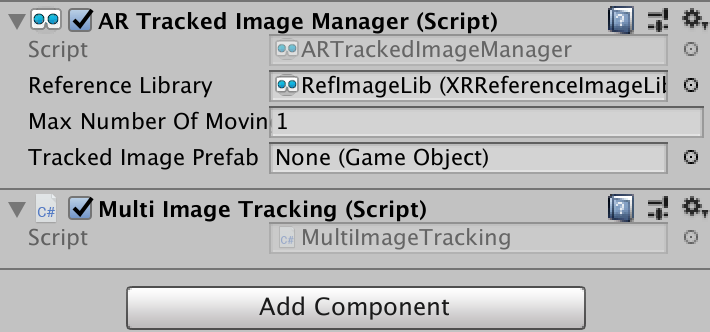 AR Tracked Image Manager (Script)
Script ARTrackedImageManager
Reference Library RefImageLib (XRReferenceImageLib
Max Number Of Movin 1
Tracked Image Prefab None (Game Object)
C# Multi Image Tracking (Script)
Script C# MultiImageTracking
Add Component